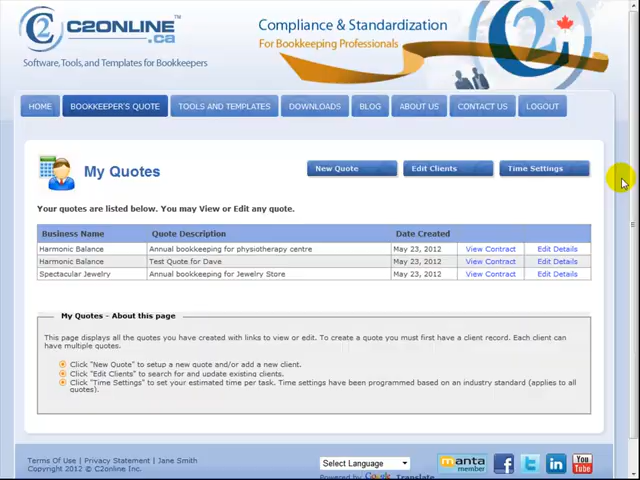 C2ONLINE.ca™
Software, Tools, and Templates for Bookkeepers
Compliance & Standardization
For Bookkeeping Professionals
HOME BOOKKEEPER'S QUOTE TOOLS AND TEMPLATES DOWNLOADS BLOG ABOUT US CONTACT US LOGOUT
My Quotes
New Quote Edit Clients Time Settings
Your quotes are listed below. You may View or Edit any quote.
Business Name Quote Description Date Created
Harmonic Balance Annual bookkeeping for physiotherapy centre May 23, 2012 View Contract Edit Details
Harmonic Balance Test Quote for Dave May 23, 2012 View Contract Edit Details
Spectacular Jewelry Annual bookkeeping for Jewelry Store May 23, 2012 View Contract Edit Details
My Quotes - About this page
This page displays all the quotes you have created with links to view or edit. To create a quote you must first have a client record. Each client can
have multiple quotes.
Click "New Quote" to setup a new quote and/or add a new client.
Click "Edit Clients" to search for and update existing clients.
Click "Time Settings" to set your estimated time per task. Time settings have been programmed based on an industry standard (applies to all
quotes).
Terms Of Use | Privacy Statement | Jane Smith
Copyright 2012 © C2online Inc.
Select Language
Powered by Google Translate
manta
member
You
Tube